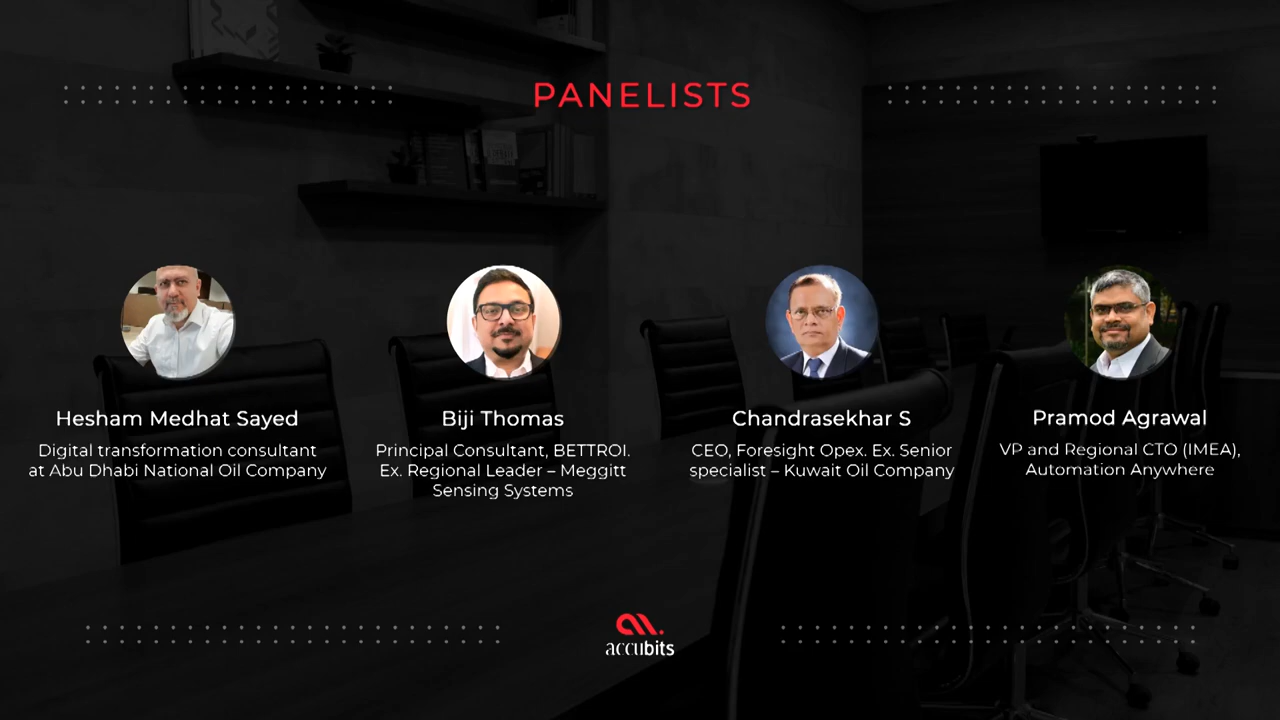 PANELISTS
Hesham Medhat Sayed
Digital transformation consultant
at Abu Dhabi National Oil Company
Biji Thomas
Principal Consultant, BETTROI.
Ex. Regional Leader – Meggitt
Sensing Systems
Chandrasekhar S
CEO, Foresight Opex. Ex. Senior
specialist – Kuwait Oil Company
Pramod Agrawal
VP and Regional CTO (IMEA),
Automation Anywhere
accubits